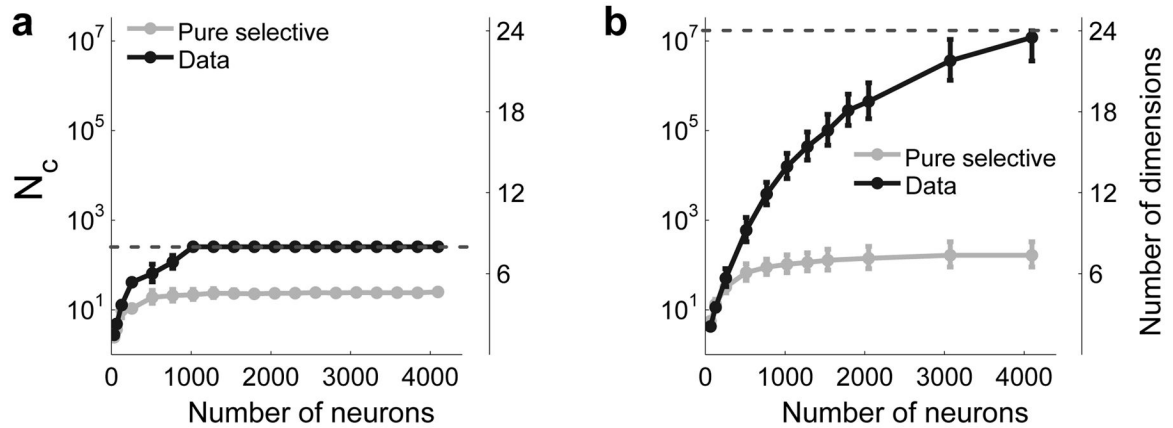 a
Pure selective
Data
10^7
10^5
10^3
10^1
N_c
24
18
12
6
0 1000 2000 3000 4000
Number of neurons
b
Pure selective
Data
10^7
10^5
10^3
10^1
24
18
12
6
Number of dimensions
0 1000 2000 3000 4000
Number of neurons